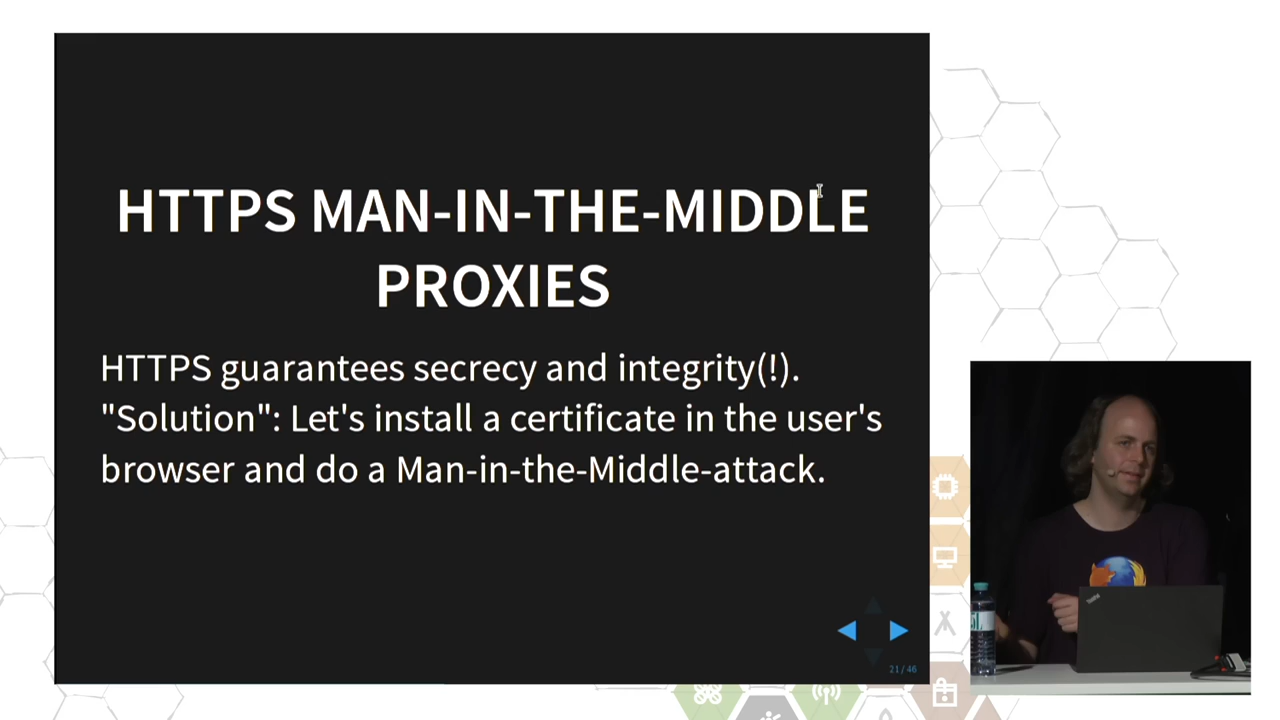 HTTPS MAN-IN-THE-MIDDLE
PROXIES
HTTPS guarantees secrecy and integrity(!).
"Solution": Let's install a certificate in the user's
browser and do a Man-in-the-Middle-attack.
21 / 46
ThinkPad